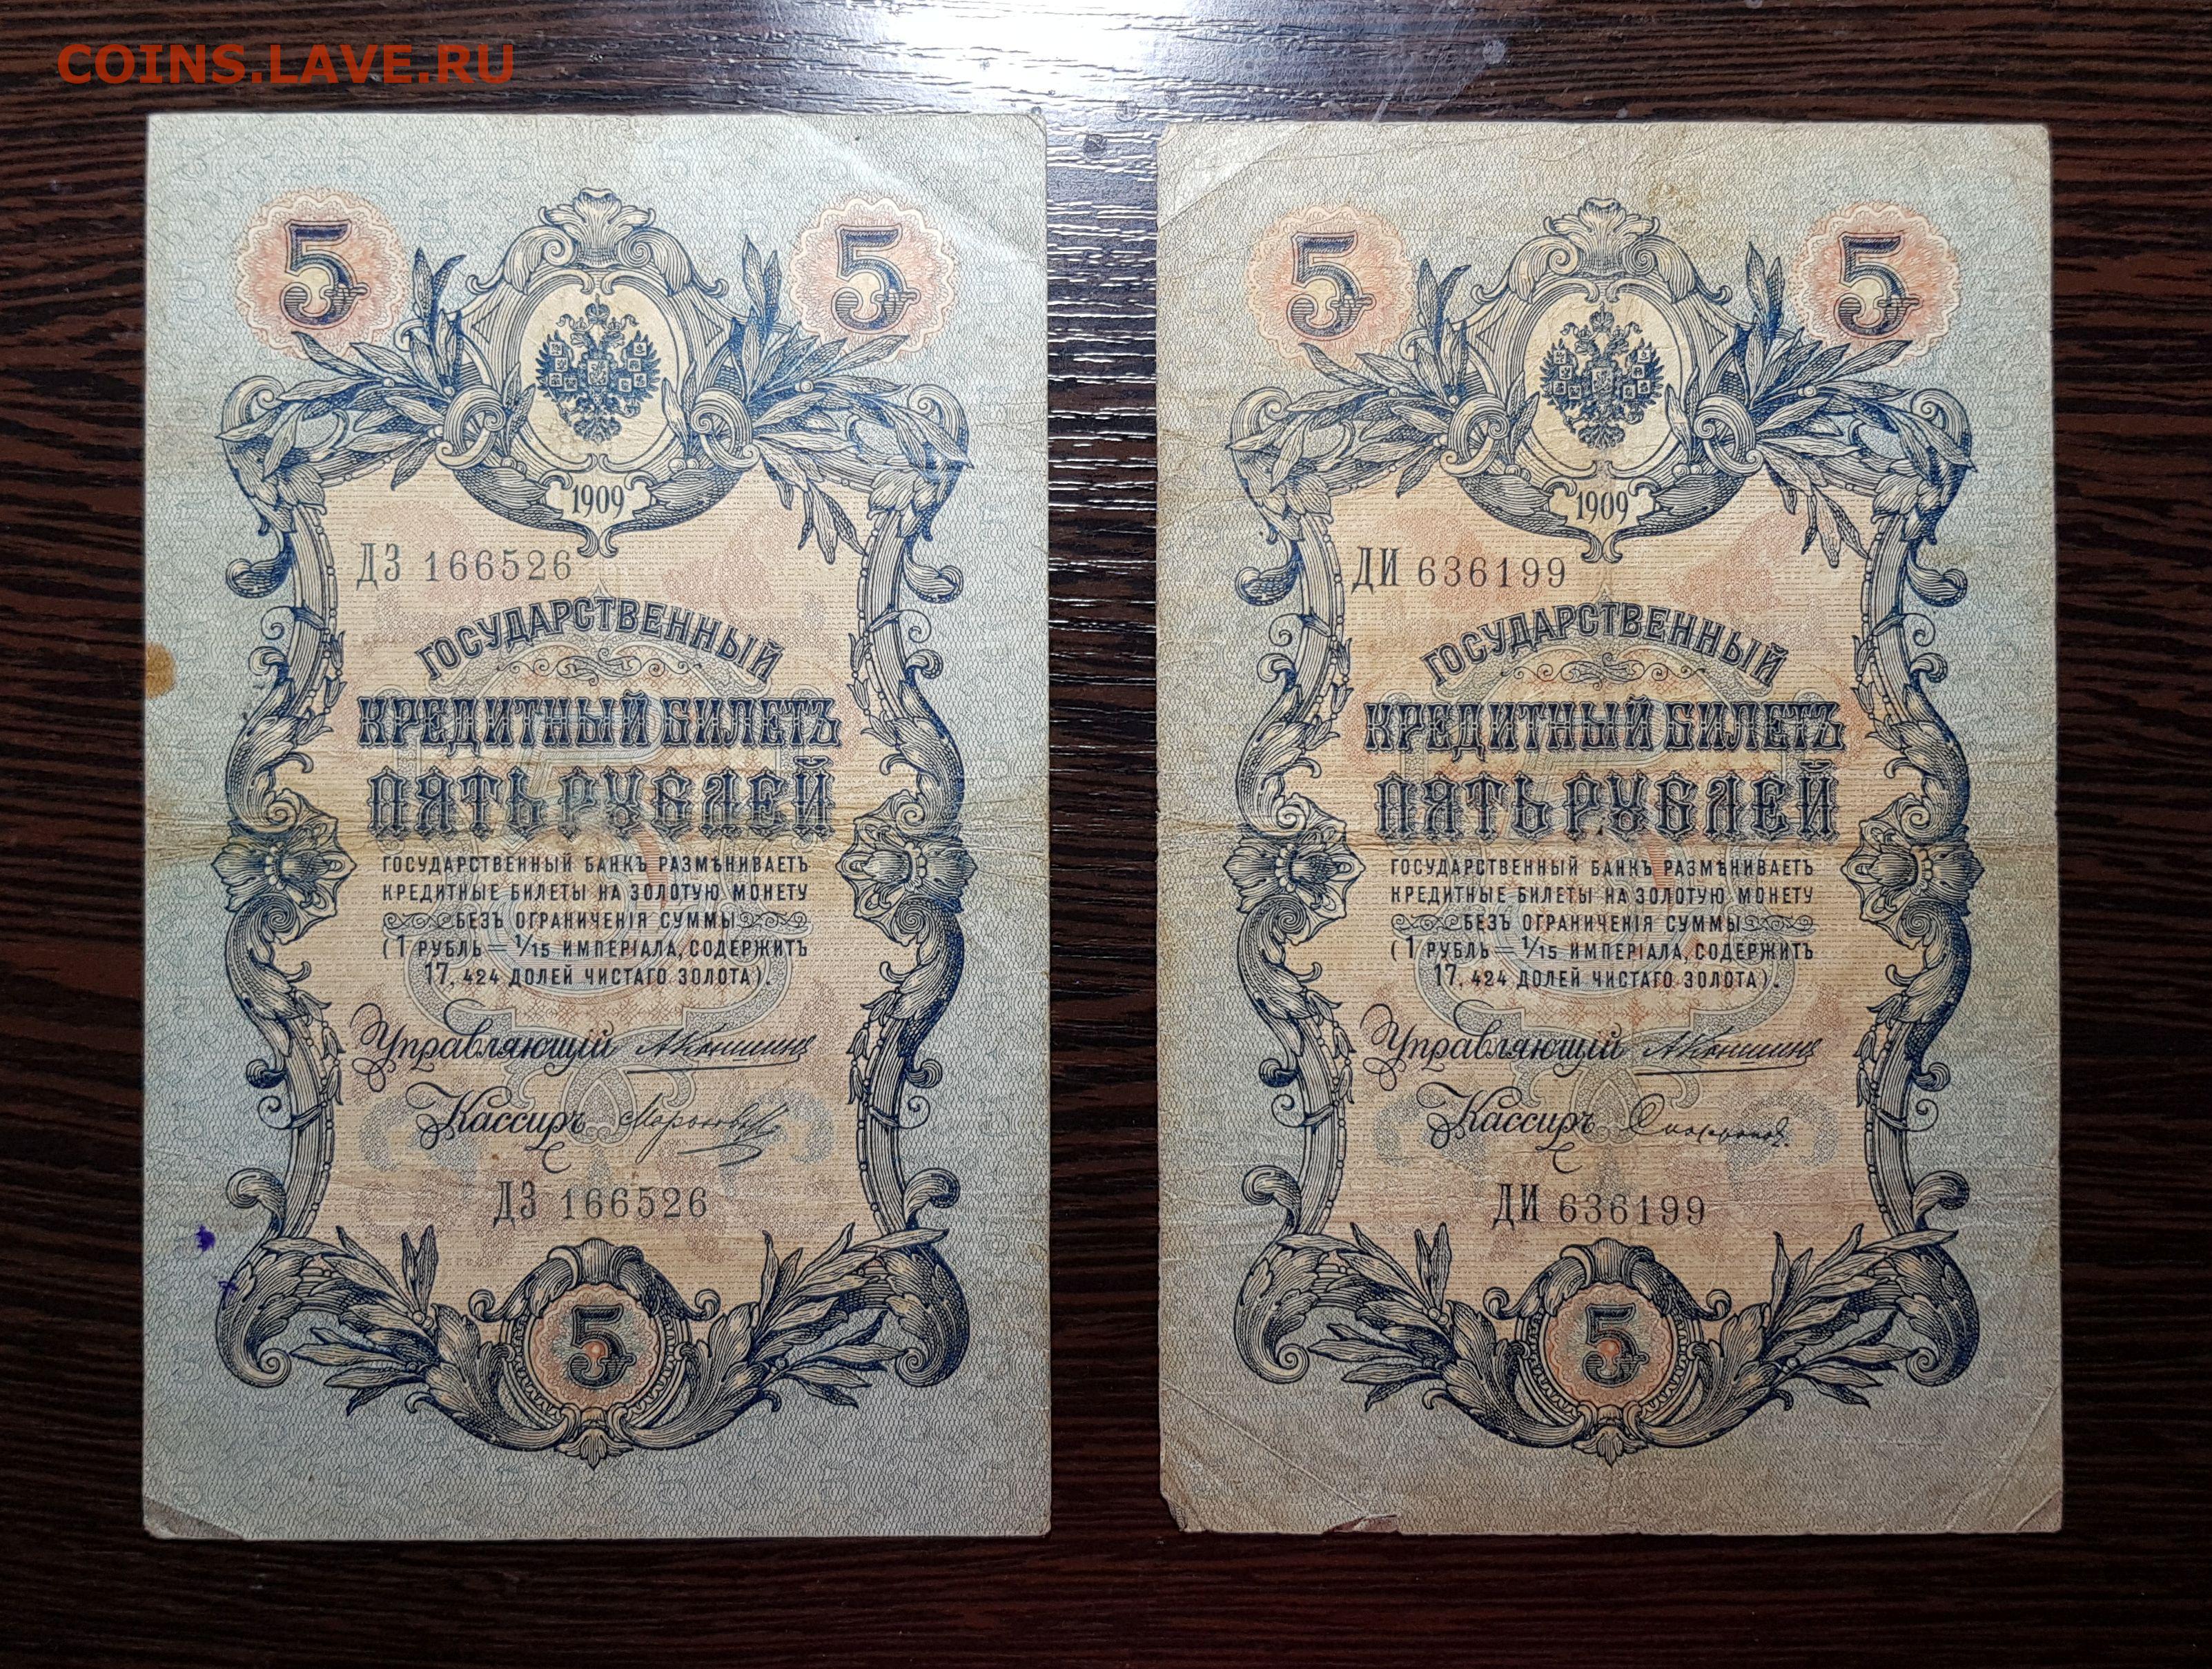 COINS.LAVE.RU
5 5
1909
ДЗ 166526
ГОСУДАРСТВЕННЫЙ
КРЕДИТНЫЙ БИЛЕТЪ
ПЯТЬ РУБЛЕЙ
ГОСУДАРСТВЕННЫЙ БАНКЪ РАЗМѢНИВАЕТЪ
КРЕДИТНЫЕ БИЛЕТЫ НА ЗОЛОТУЮ МОНЕТУ
БЕЗЪ ОГРАНИЧЕНІЯ СУММЫ
(1 РУБЛЬ = 1/15 ИМПЕРІАЛА, СОДЕРЖИТЪ
17, 424 ДОЛЕЙ ЧИСТАГО ЗОЛОТА).
Управляющій АКоншинъ
Кассиръ
ДЗ 166526
5
5 5
1909
ДИ 636199
ГОСУДАРСТВЕННЫЙ
КРЕДИТНЫЙ БИЛЕТЪ
ПЯТЬ РУБЛЕЙ
ГОСУДАРСТВЕННЫЙ БАНКЪ РАЗМѢНИВАЕТЪ
КРЕДИТНЫЕ БИЛЕТЫ НА ЗОЛОТУЮ МОНЕТУ
БЕЗЪ ОГРАНИЧЕНІЯ СУММЫ
(1 РУБЛЬ = 1/15 ИМПЕРІАЛА, СОДЕРЖИТЪ
17, 424 ДОЛЕЙ ЧИСТАГО ЗОЛОТА).
Управляющій АКоншинъ
Кассиръ
ДИ 636199
5